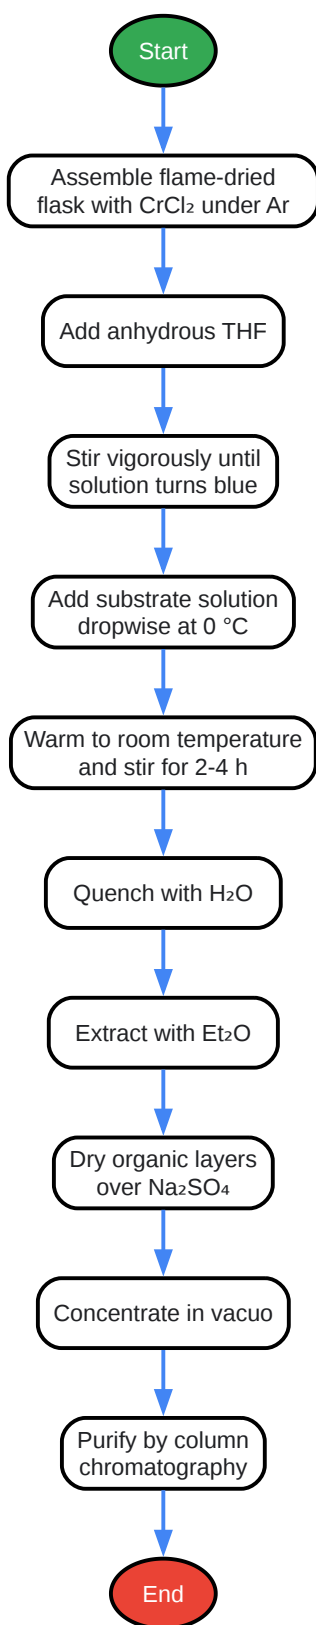 Start
Assemble flame-dried
flask with CrCl₂ under Ar
Add anhydrous THF
Stir vigorously until
solution turns blue
Add substrate solution
dropwise at 0 °C
Warm to room temperature
and stir for 2-4 h
Quench with H₂O
Extract with Et₂O
Dry organic layers
over Na₂SO₄
Concentrate in vacuo
Purify by column
chromatography
End